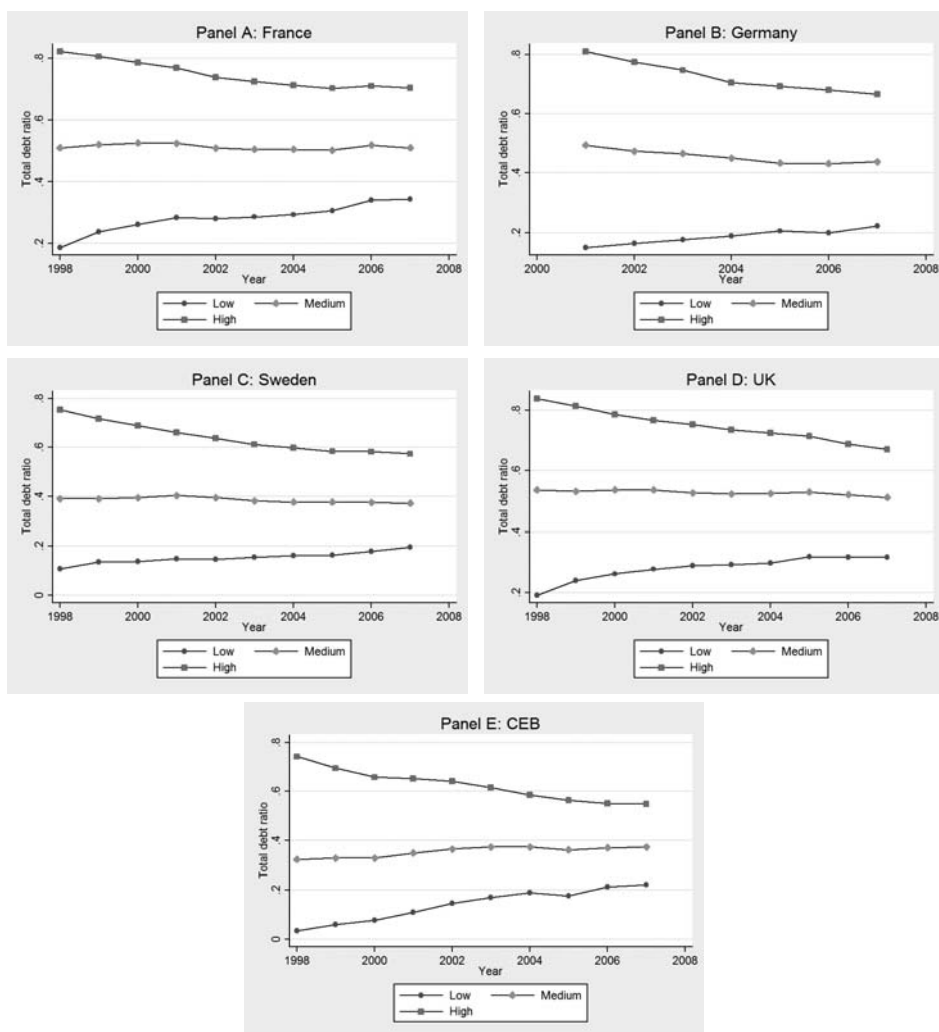 Panel A: France
Total debt ratio
.2 .4 .6 .8
1998 2000 2002 2004 2006 2008
Year
Low Medium
High
Panel B: Germany
Total debt ratio
.2 .4 .6 .8
2000 2002 2004 2006 2008
Year
Low Medium
High
Panel C: Sweden
Total debt ratio
0 .2 .4 .6 .8
1998 2000 2002 2004 2006 2008
Year
Low Medium
High
Panel D: UK
Total debt ratio
.2 .4 .6 .8
1998 2000 2002 2004 2006 2008
Year
Low Medium
High
Panel E: CEB
Total debt ratio
0 .2 .4 .6 .8
1998 2000 2002 2004 2006 2008
Year
Low Medium
High